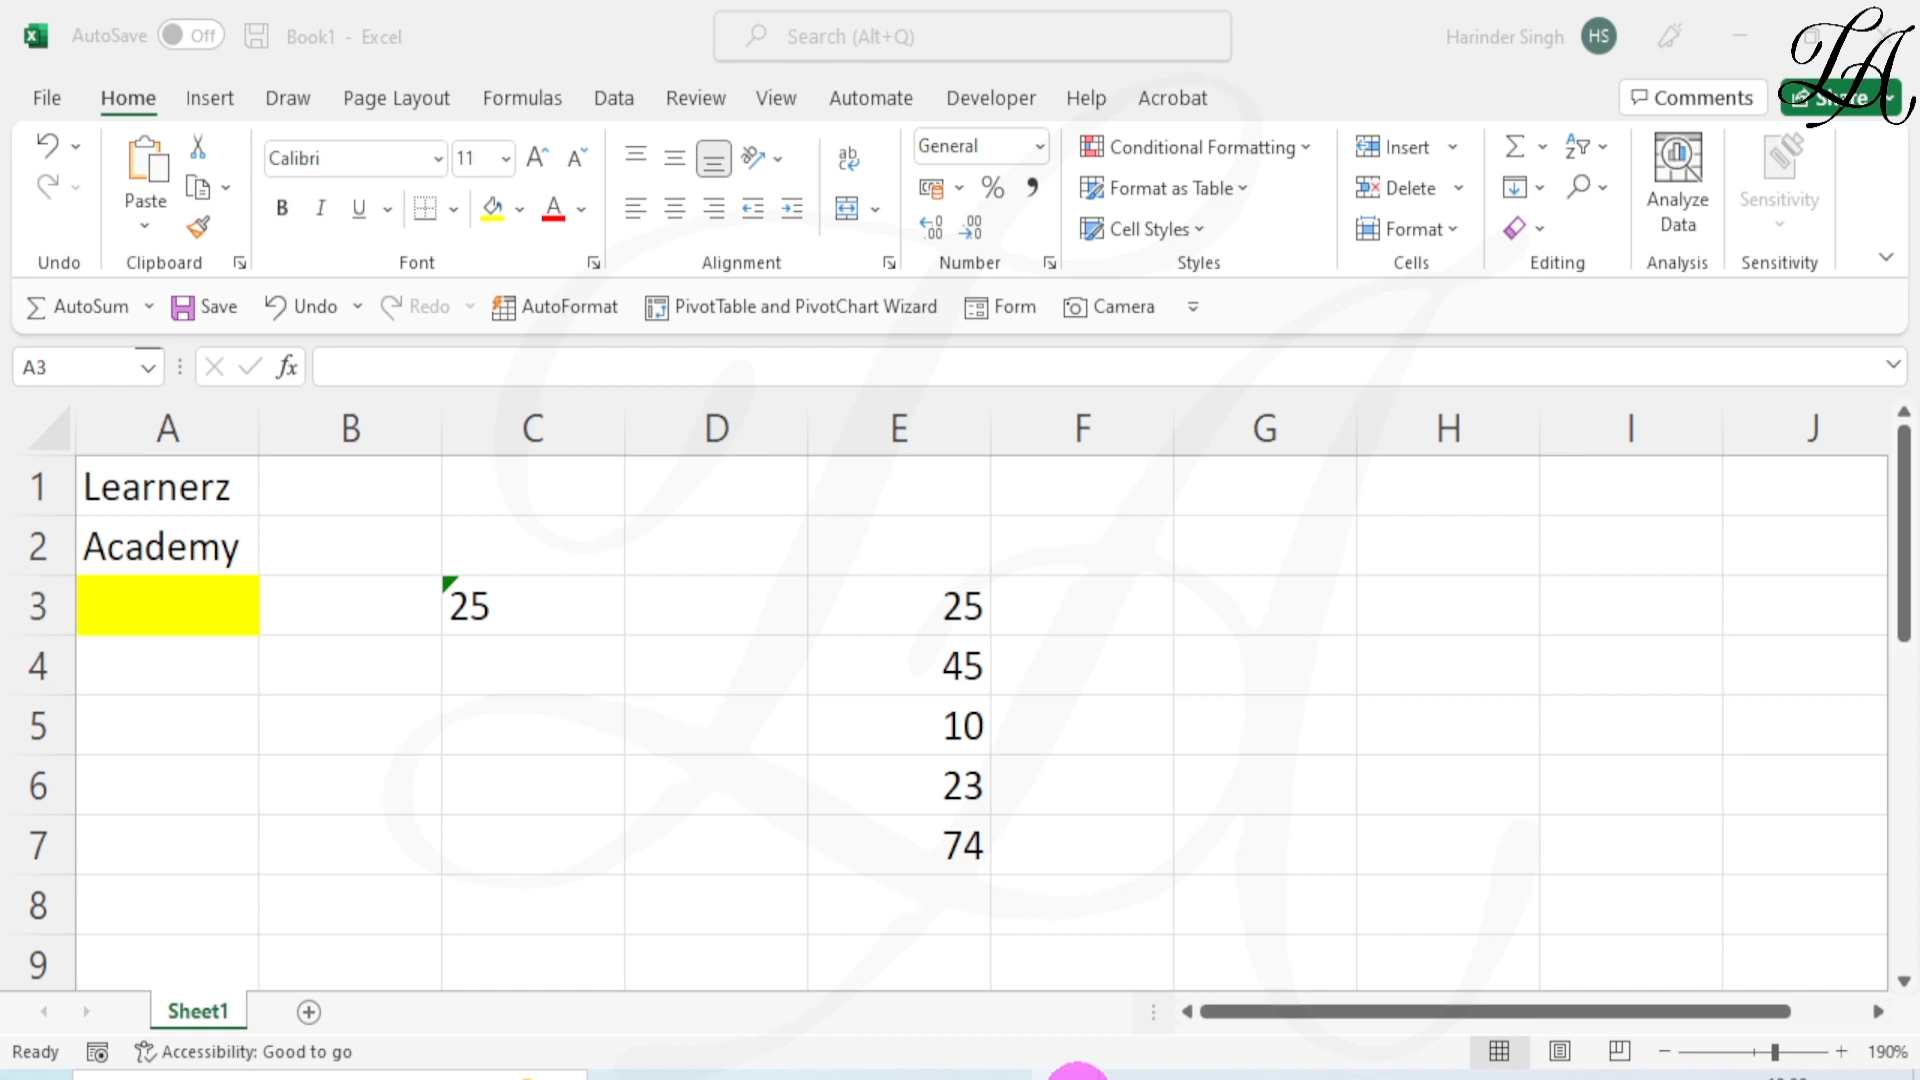 AutoSave Off Book1 - Excel Search (Alt+Q) Harinder Singh HS
File Home Insert Draw Page Layout Formulas Data Review View Automate Developer Help Acrobat Comments Share
LA
Calibri 11 General Conditional Formatting Insert
Paste B I U A % Format as Table Delete Analyze Data Sensitivity
Cell Styles Format
Undo Clipboard Font Alignment Number Styles Cells Editing Analysis Sensitivity
AutoSum Save Undo Redo AutoFormat PivotTable and PivotChart Wizard Form Camera
A3 fx
A B C D E F G H I J
1 Learnerz
2 Academy
3 25 25
4 45
5 10
6 23
7 74
8
9
Sheet1
Ready Accessibility: Good to go 190%